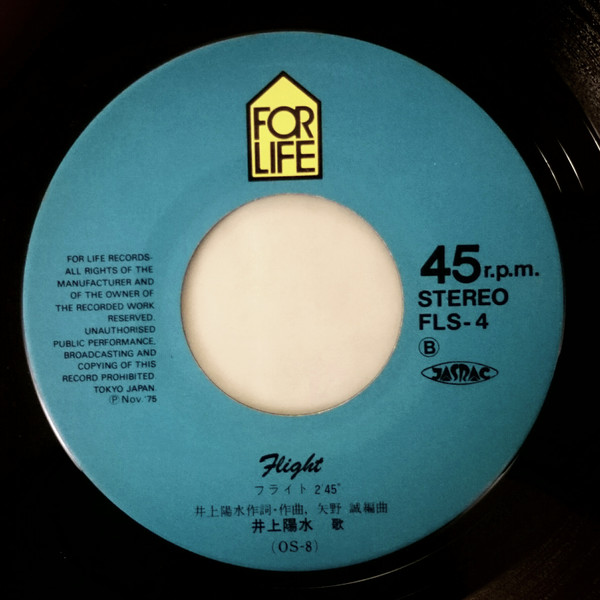 FOR
LIFE
FOR LIFE RECORDS-
ALL RIGHTS OF THE
MANUFACTURER AND
OF THE OWNER OF
THE RECORDED WORK
RESERVED.
UNAUTHORISED
PUBLIC PERFORMANCE,
BROADCASTING AND
COPYING OF THIS
RECORD PROHIBITED
TOKYO JAPAN
Ⓟ Nov. '75
45 r.p.m.
STEREO
FLS-4
Ⓑ
JASRAC
Flight
フライト 2'45"
井上陽水作詞・作曲, 矢野 誠編曲
井上陽水 歌
(OS-8)